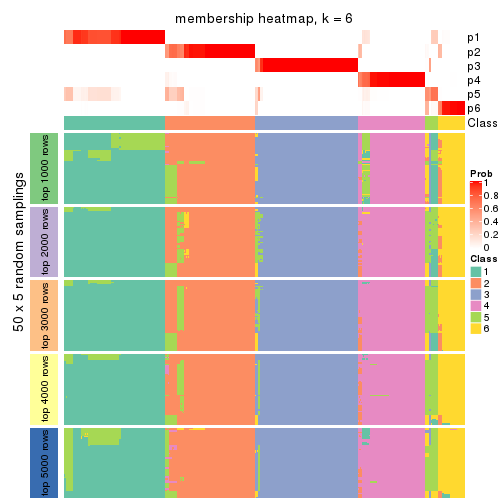 membership heatmap, k = 6
p1
p2
p3
p4
p5
p6
Class
50 x 5 random samplings
top 1000 rows
top 2000 rows
top 3000 rows
top 4000 rows
top 5000 rows
Prob
1
0.8
0.6
0.4
0.2
0
Class
1
2
3
4
5
6